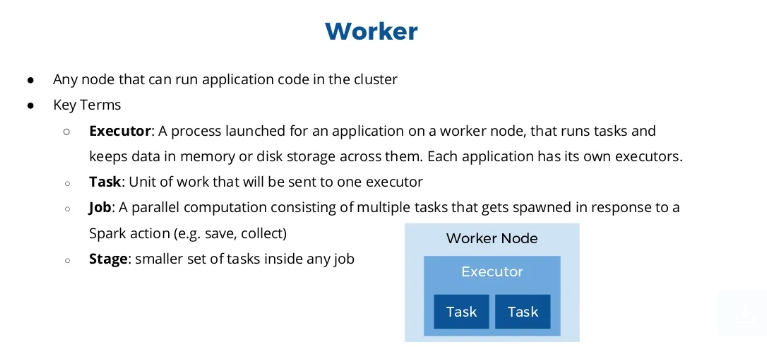 Worker
● Any node that can run application code in the cluster
● Key Terms
○ Executor: A process launched for an application on a worker node, that runs tasks and
keeps data in memory or disk storage across them. Each application has its own executors.
○ Task: Unit of work that will be sent to one executor
○ Job: A parallel computation consisting of multiple tasks that gets spawned in response to a
Spark action (e.g. save, collect)
○ Stage: smaller set of tasks inside any job
Worker Node
Executor
Task Task